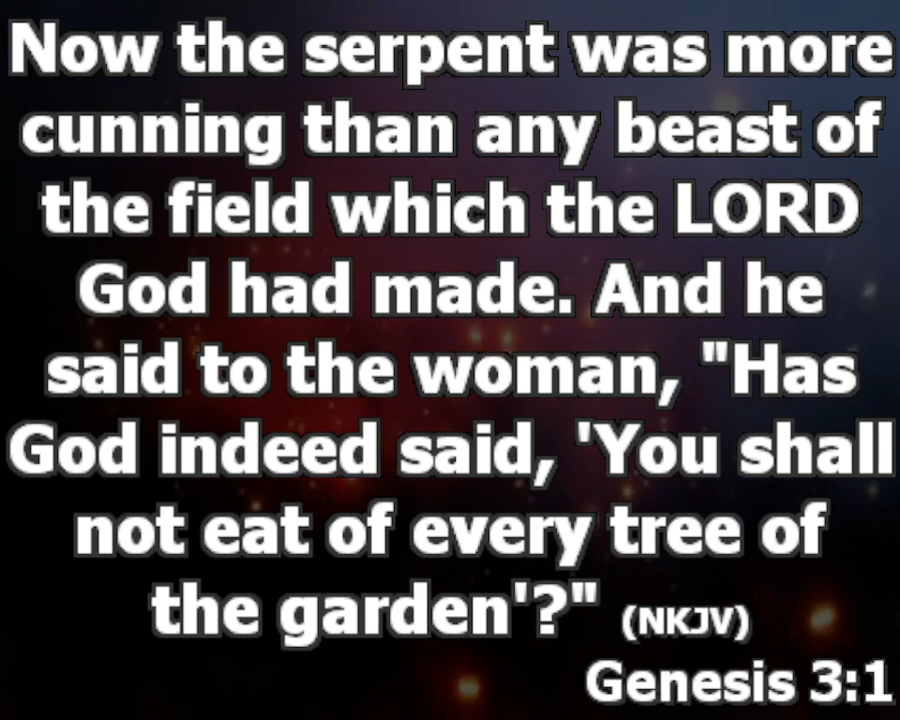 Now the serpent was more
cunning than any beast of
the field which the LORD
God had made. And he
said to the woman, "Has
God indeed said, 'You shall
not eat of every tree of
the garden'?" (NKJV)
Genesis 3:1